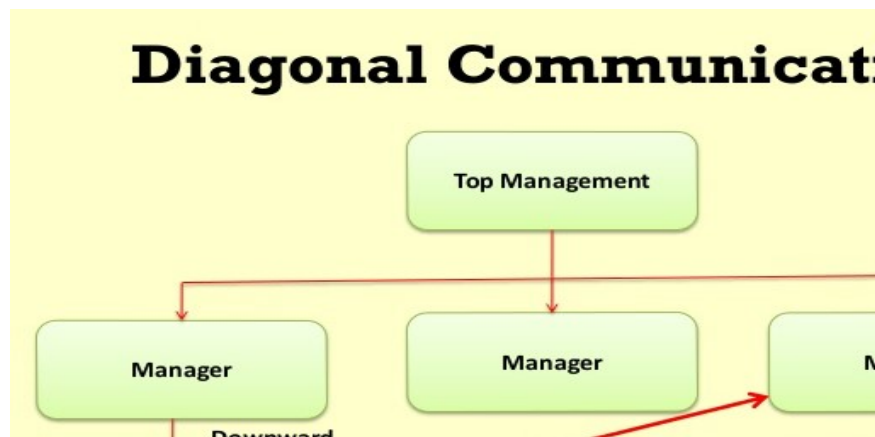 Diagonal Communicati
Top Management
Manager
Manager
M
Downward